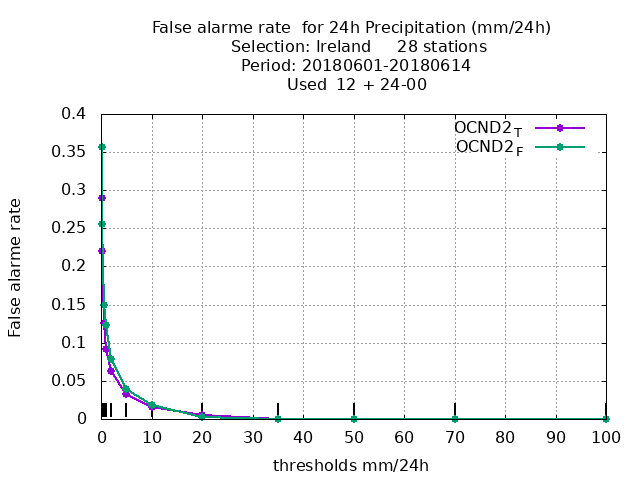 False alarme rate  for 24h Precipitation (mm/24h)
Selection: Ireland     28 stations
Period: 20180601-20180614
Used  12 + 24-00
OCND2_T
OCND2_F
False alarme rate
0.4
0.35
0.3
0.25
0.2
0.15
0.1
0.05
0
0 10 20 30 40 50 60 70 80 90 100
thresholds mm/24h